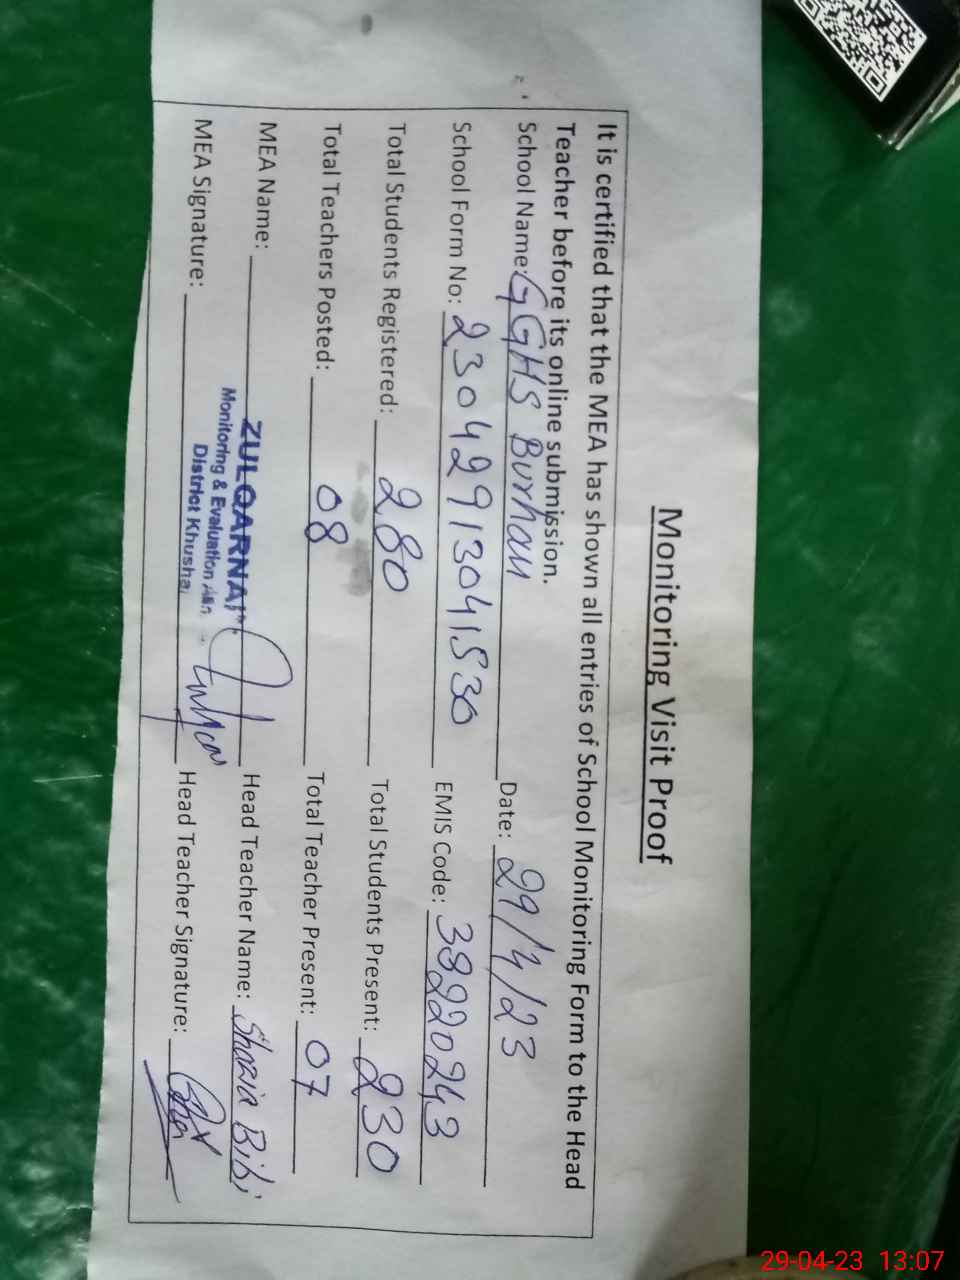 Monitoring Visit Proof
It is certified that the MEA has shown all entries of School Monitoring Form to the Head
Teacher before its online submission.
School Name: GGHS Burhan Date: 29/4/23
School Form No: 23042913041530 EMIS Code: 38220243
Total Students Registered: 280 Total Students Present: 230
Total Teachers Posted: 08 Total Teacher Present: 07
MEA Name: ZULQARNAI Head Teacher Name: Shazia Bibi
Monitoring & Evaluation
District Khusha
MEA Signature: Head Teacher Signature:
29-04-23 13:07